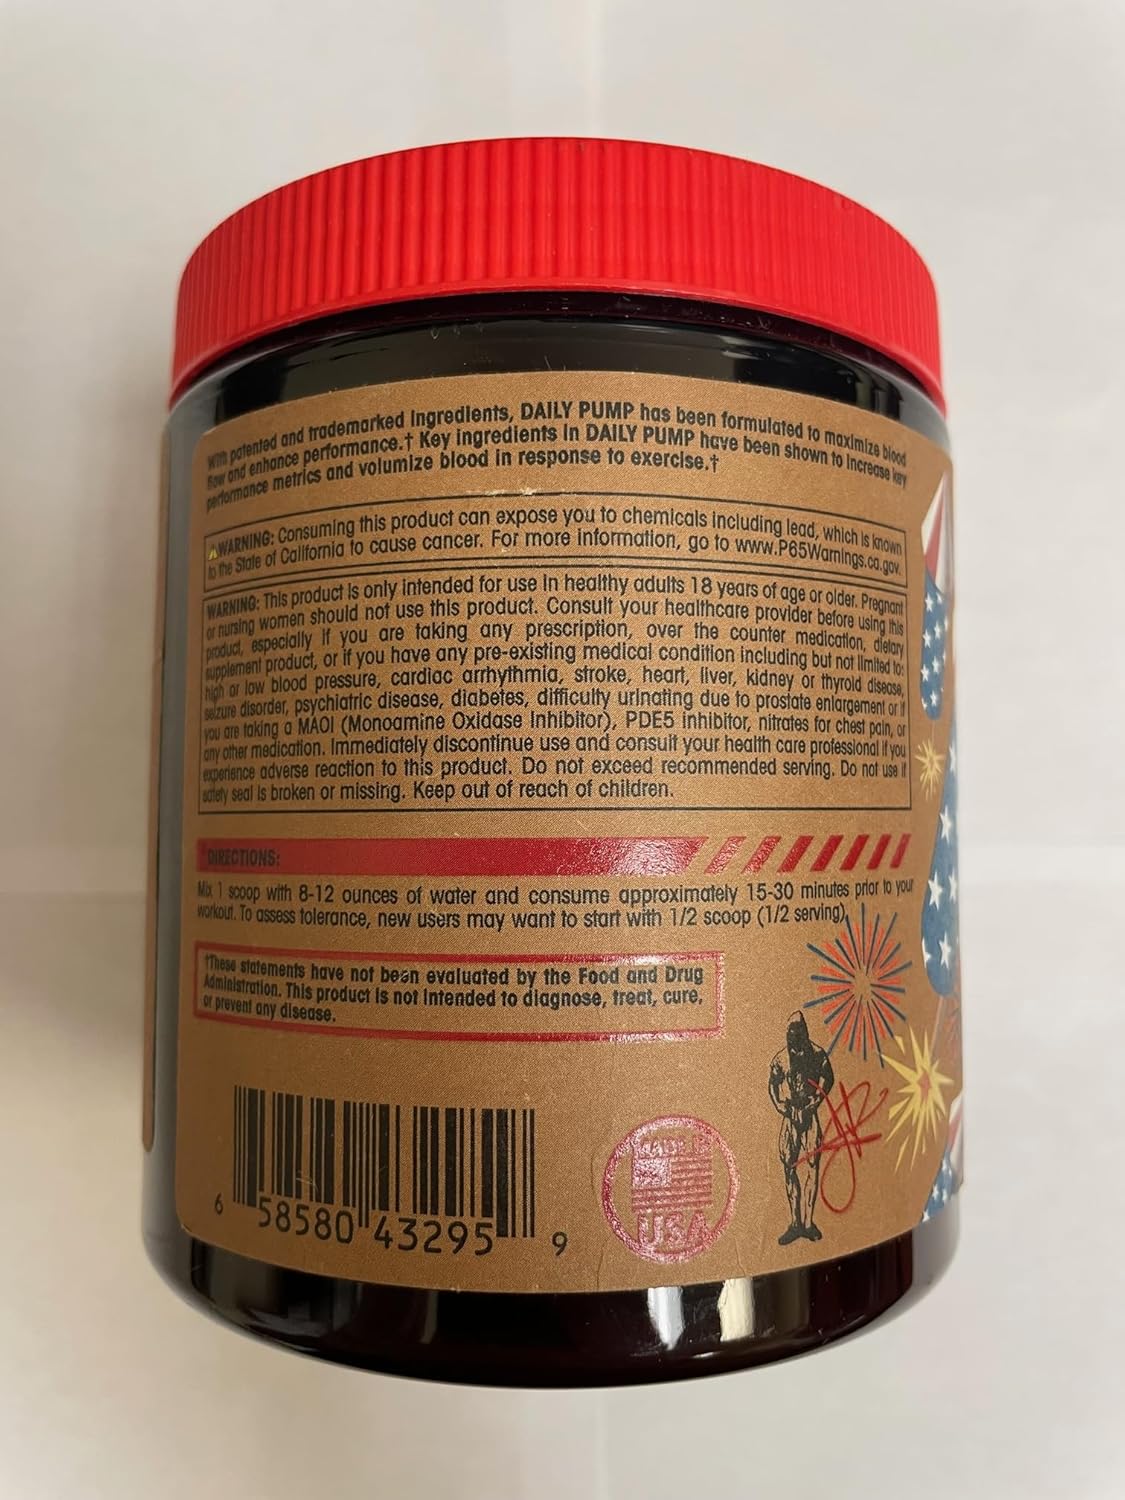 With patented and trademarked ingredients, DAILY PUMP has been formulated to maximize blood
flow and enhance performance.† Key ingredients in DAILY PUMP have been shown to increase key
performance metrics and volumize blood in response to exercise.†
⚠WARNING: Consuming this product can expose you to chemicals including lead, which is known
to the State of California to cause cancer. For more information, go to www.P65Warnings.ca.gov.
WARNING: This product is only intended for use in healthy adults 18 years of age or older. Pregnant
or nursing women should not use this product. Consult your healthcare provider before using this
product, especially if you are taking any prescription, over the counter medication, dietary
supplement product, or if you have any pre-existing medical condition including but not limited to:
high or low blood pressure, cardiac arrhythmia, stroke, heart, liver, kidney or thyroid disease,
seizure disorder, psychiatric disease, diabetes, difficulty urinating due to prostate enlargement or if
you are taking a MAOI (Monoamine Oxidase Inhibitor), PDE5 inhibitor, nitrates for chest pain, or
any other medication. Immediately discontinue use and consult your health care professional if you
experience adverse reaction to this product. Do not exceed recommended serving. Do not use if
safety seal is broken or missing. Keep out of reach of children.
DIRECTIONS:
Mix 1 scoop with 8-12 ounces of water and consume approximately 15-30 minutes prior to your
workout. To assess tolerance, new users may want to start with 1/2 scoop (1/2 serving).
†These statements have not been evaluated by the Food and Drug
Administration. This product is not intended to diagnose, treat, cure,
or prevent any disease.
6 58580 43295 9
MADE IN
USA